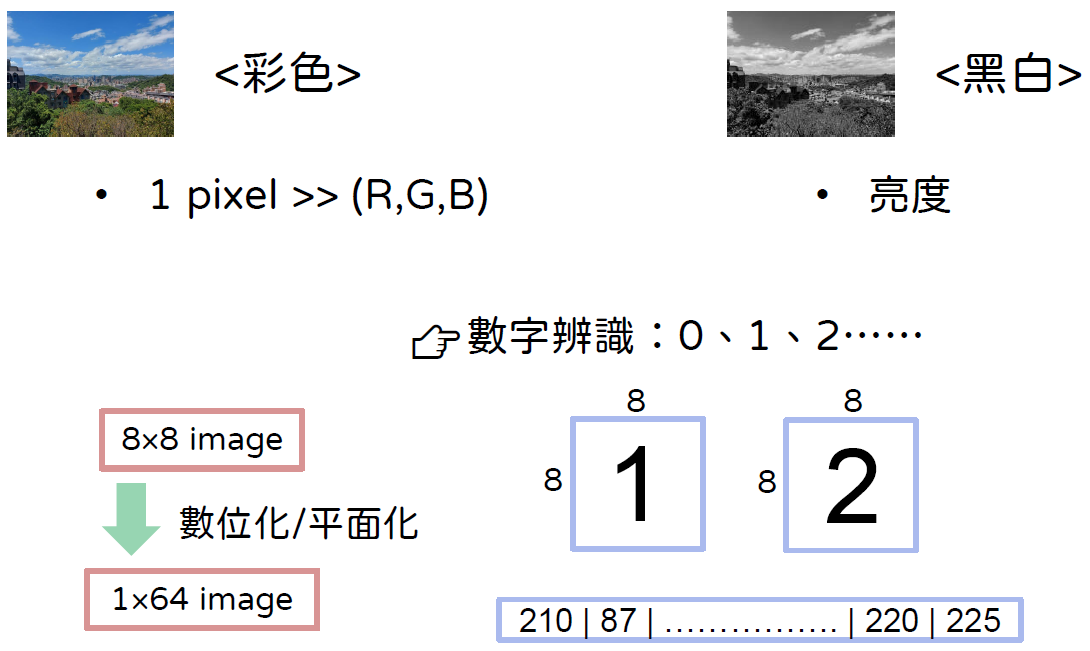 <彩色>
<黑白>
• 1 pixel >> (R,G,B)
• 亮度
數字辨識：0、1、2……
8
8
8×8 image
8
1
8
2
數位化/平面化
1×64 image
210 | 87 | ................ | 220 | 225